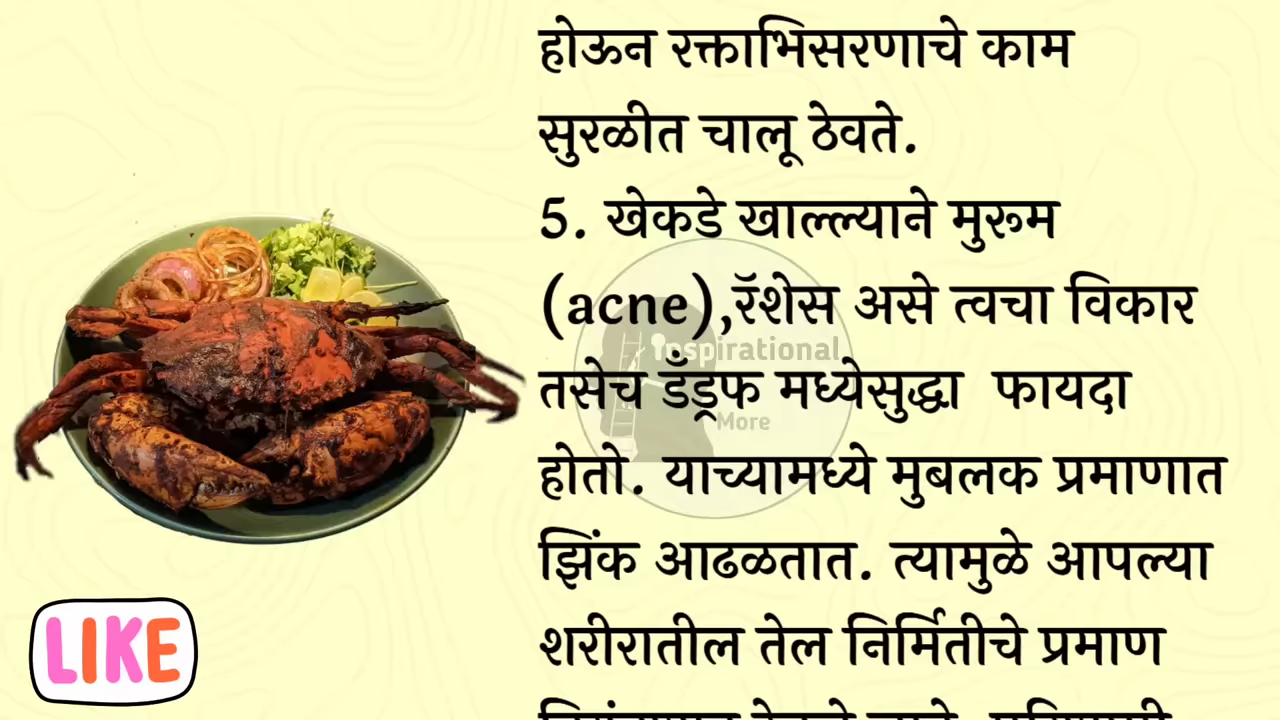 होऊन रक्ताभिसरणाचे काम
सुरळीत चालू ठेवते.
5. खेकडे खाल्ल्याने मुरूम
(acne),रॅशेस असे त्वचा विकार
तसेच डँड्रफ मध्येसुद्धा फायदा
होतो. याच्यामध्ये मुबलक प्रमाणात
झिंक आढळतात. त्यामुळे आपल्या
शरीरातील तेल निर्मितीचे प्रमाण
Inspirational
More
LIKE